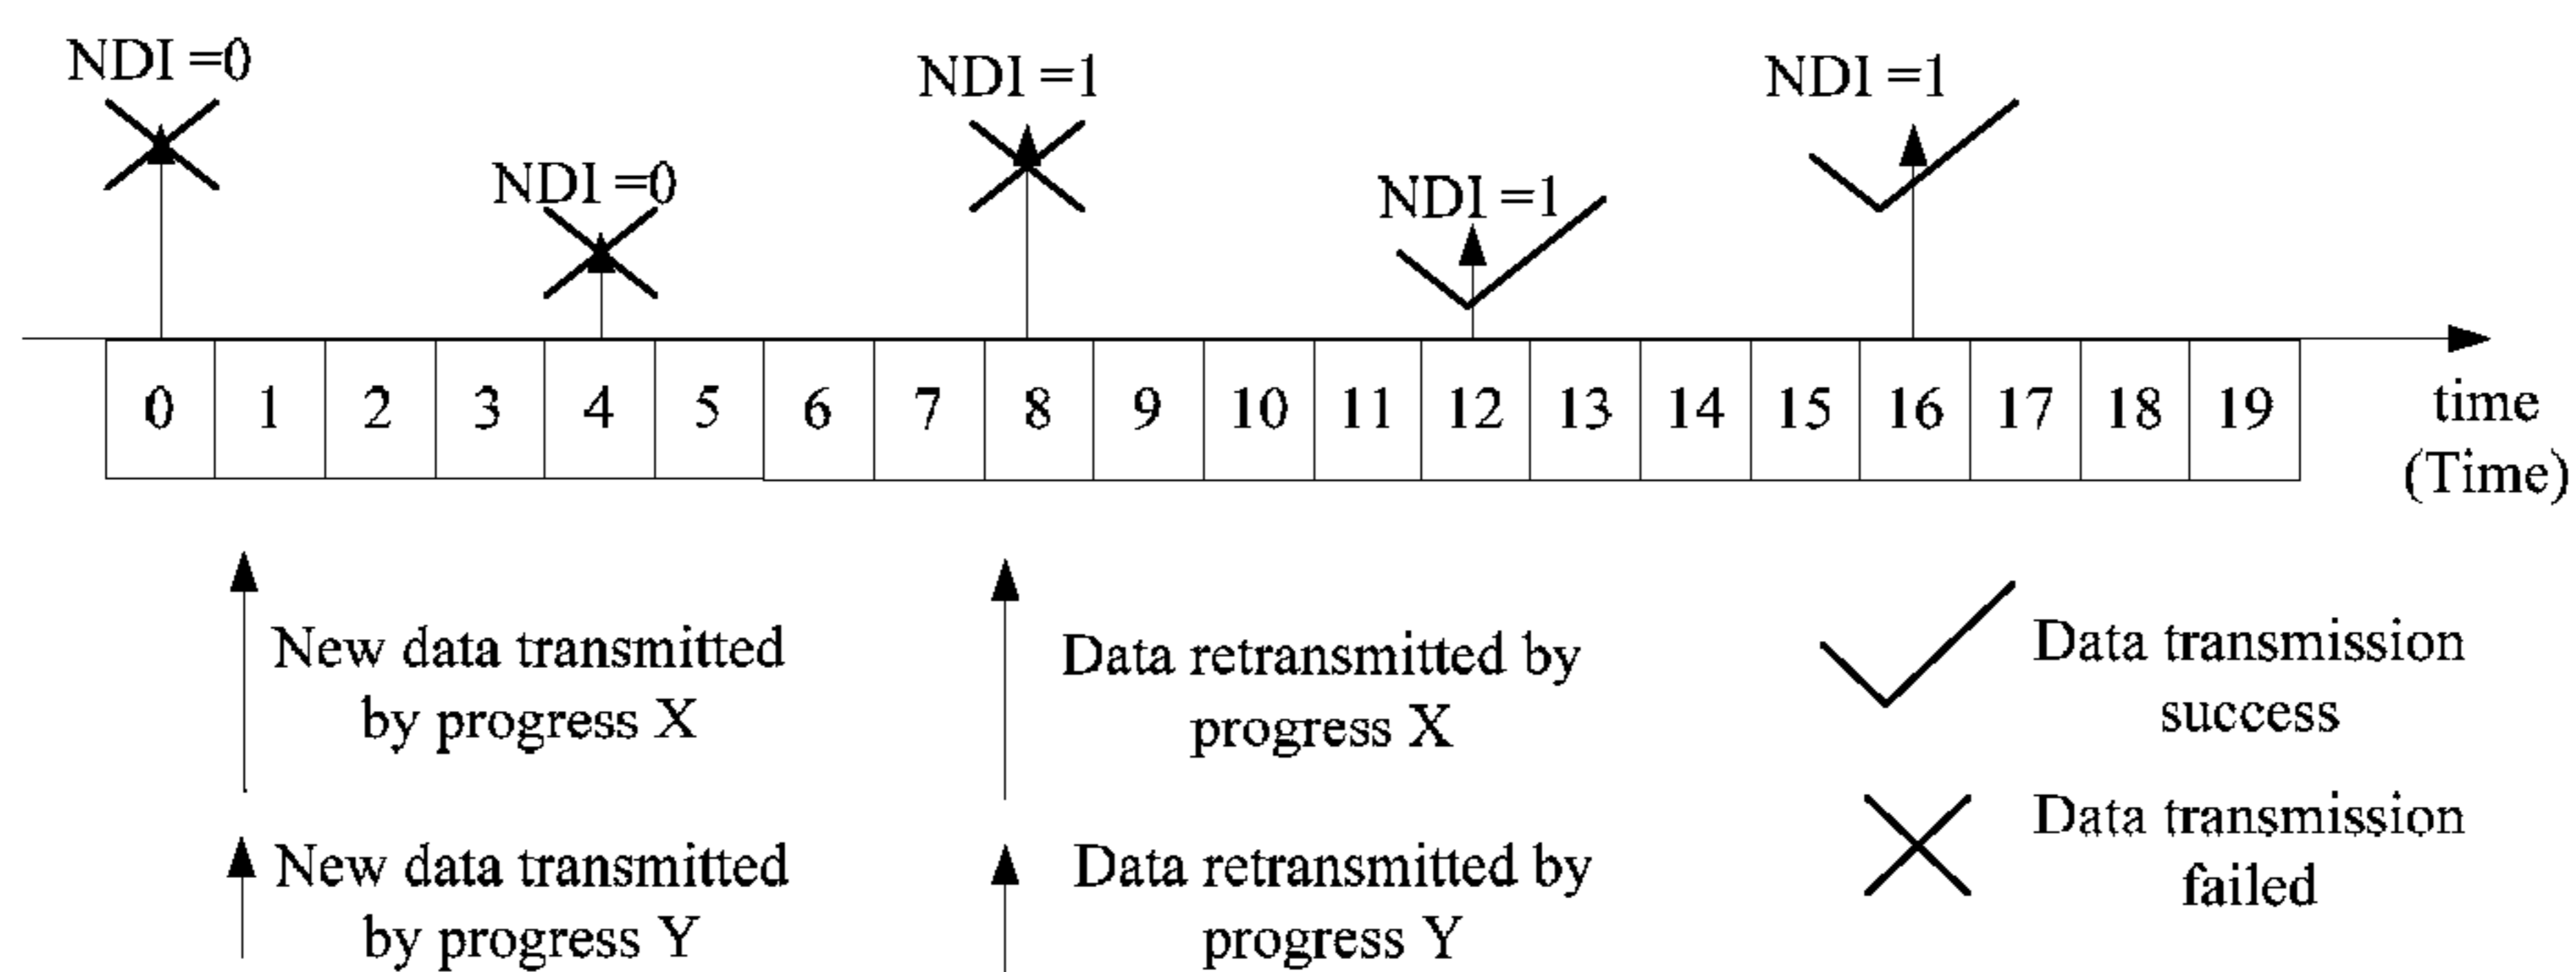 NDI =0
NDI =0
NDI =1
NDI =1
NDI =1
0 1 2 3 4 5 6 7 8 9 10 11 12 13 14 15 16 17 18 19
time
(Time)
New data transmitted
by progress X
Data retransmitted by
progress X
Data transmission
success
New data transmitted
by progress Y
Data retransmitted by
progress Y
Data transmission
failed